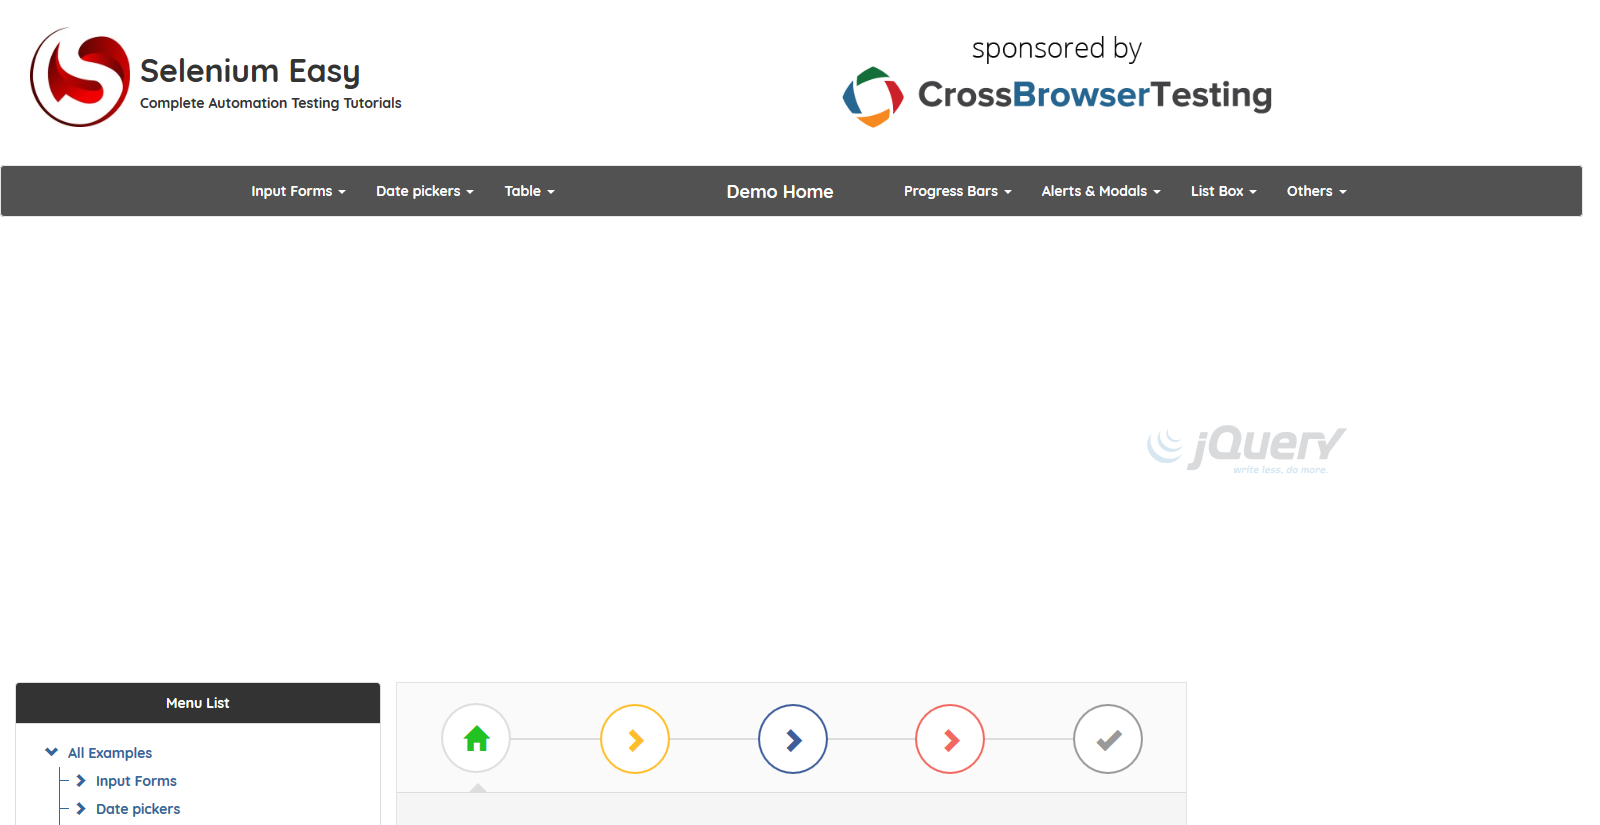 Selenium Easy
Complete Automation Testing Tutorials
sponsored by
CrossBrowserTesting
Input Forms
Date pickers
Table
Demo Home
Progress Bars
Alerts & Modals
List Box
Others
jQuery
write less, do more.
Menu List
All Examples
Input Forms
Date pickers